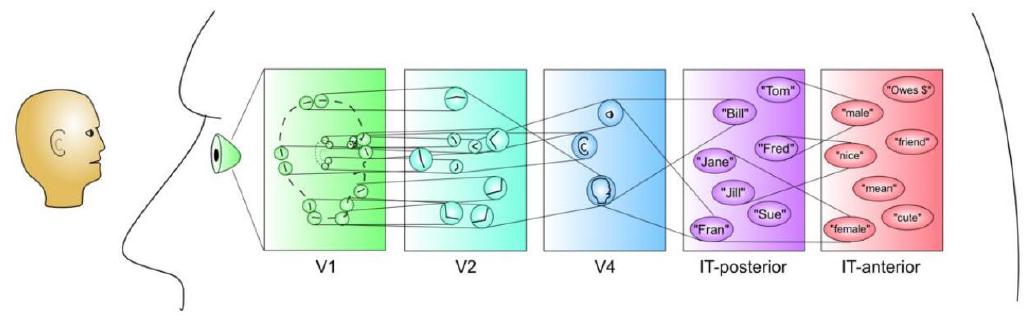 "Tom"
"Bill"
"Fred"
"Jane"
"Jill"
"Sue"
"Fran"
"Owes $"
"male"
"friend"
"nice"
"mean"
"cute"
"female"
V1
V2
V4
IT-posterior
IT-anterior